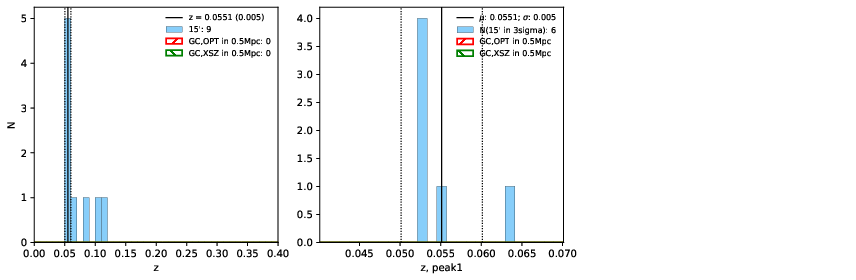 z = 0.0551 (0.005)
15': 9
GC,OPT in 0.5Mpc: 0
GC,XSZ in 0.5Mpc: 0
5
4
3
2
1
0
N
0.00 0.05 0.10 0.15 0.20 0.25 0.30 0.35 0.40
z
μ: 0.0551; σ: 0.005
N(15' in 3sigma): 6
GC,OPT in 0.5Mpc
GC,XSZ in 0.5Mpc
4.0
3.5
3.0
2.5
2.0
1.5
1.0
0.5
0.0
0.045 0.050 0.055 0.060 0.065 0.070
z, peak1